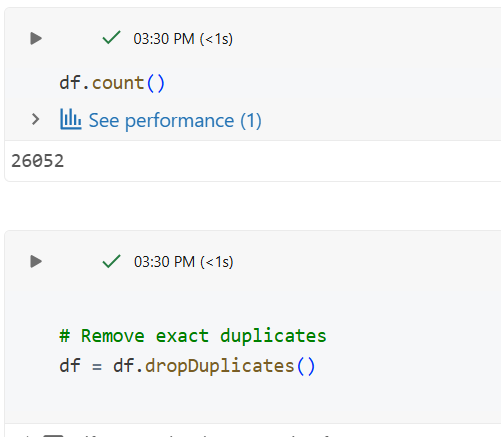 03:30 PM (<1s)
df.count()
See performance (1)
26052
03:30 PM (<1s)
# Remove exact duplicates
df = df.dropDuplicates()